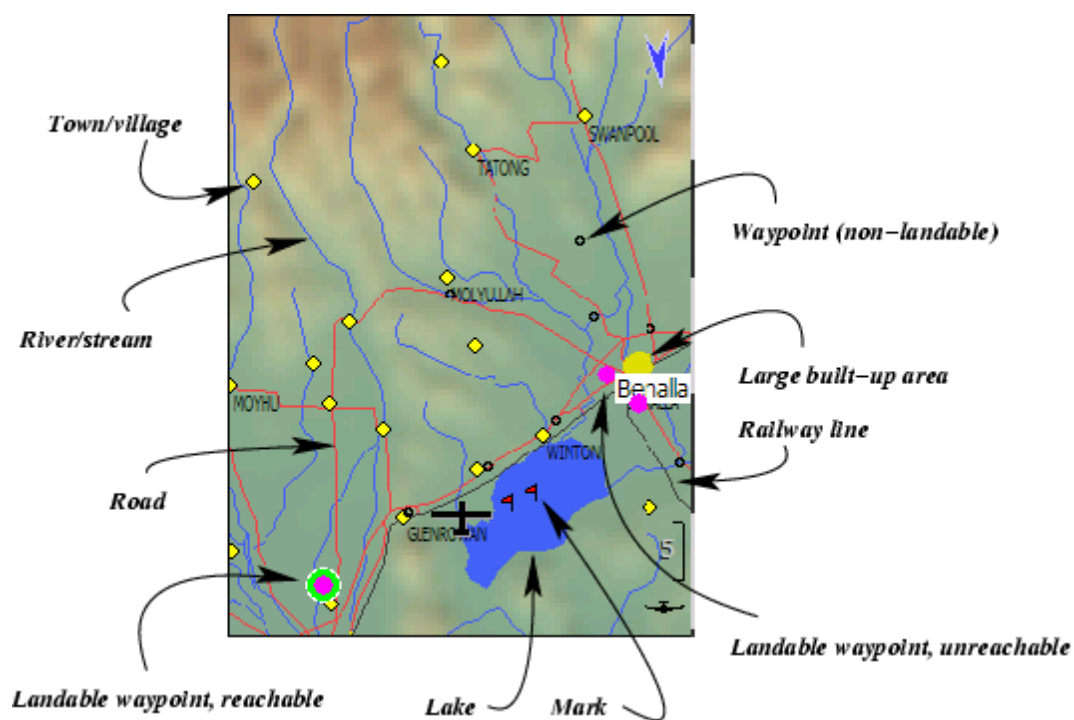 Town/village
SWANPOOL
TATONG
Waypoint (non-landable)
MOLYULLAH
River/stream
Large built-up area
Benalla
MOYHU
Railway line
WINTON
Road
GLENROWAN
5
Landable waypoint, unreachable
Landable waypoint, reachable
Lake
Mark